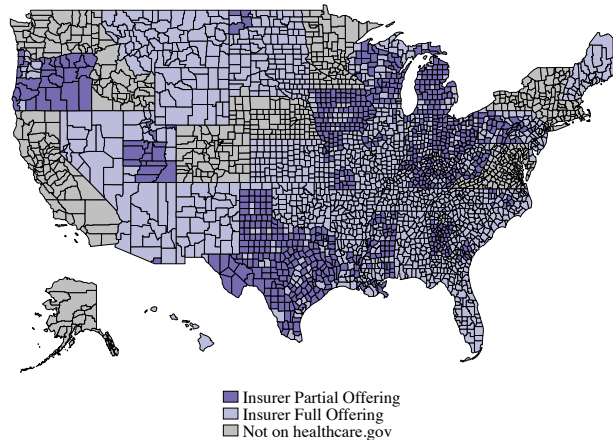 Insurer Partial Offering
Insurer Full Offering
Not on healthcare.gov